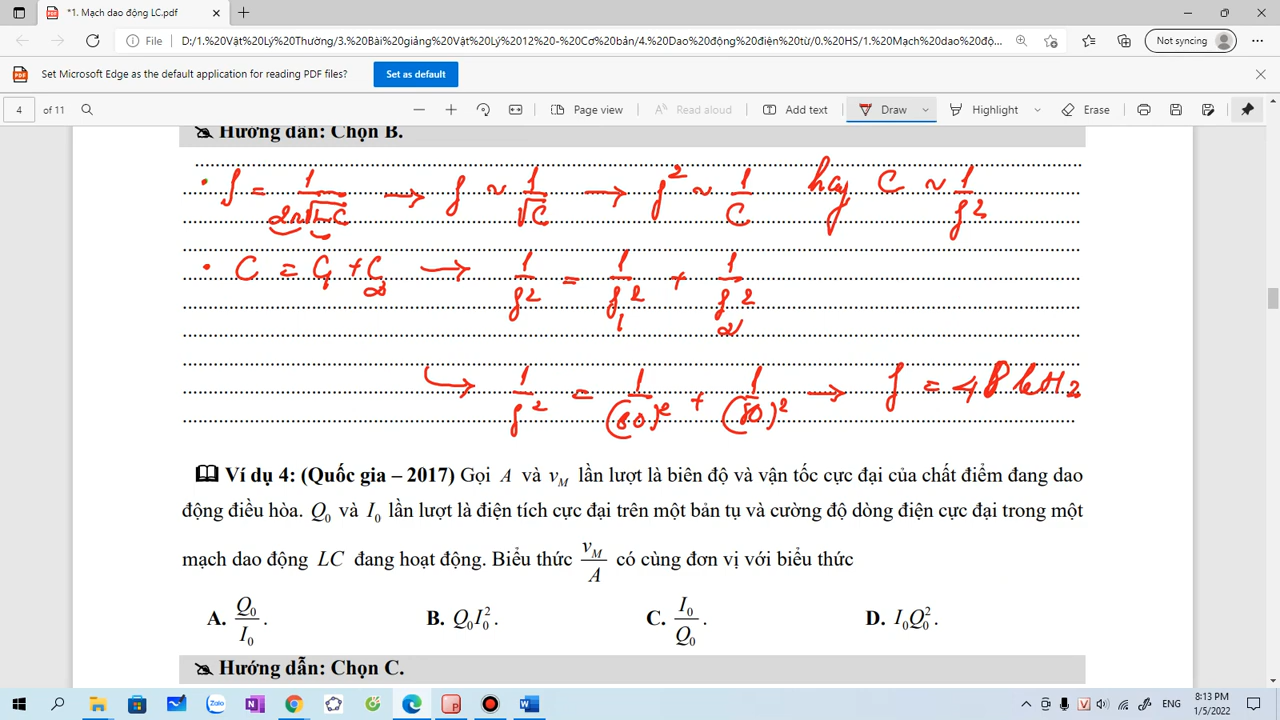 *1. Mạch dao động LC.pdf
File D:/1.%20Vật%20Lý%20Thường/3.%20Bài%20giảng%20Vật%20Lý%2012%20-%20Cơ%20bản/4.%20Dao%20động%20điện%20từ/0.%20HS/1.%20Mạch%20dao%20độ... Not syncing
Set Microsoft Edge as the default application for reading PDF files? Set as default
4 of 11 Page view Read aloud Add text Draw Highlight Erase
Hướng dẫn: Chọn B.
• f = 1/(2π√LC) → f ~ 1/√C → f² ~ 1/C hay C ~ 1/f²
• C = C₁ + C₂ → 1/f² = 1/f₁² + 1/f₂²
↪ 1/f² = 1/(60)² + 1/(80)² → f = 48 kHz
Ví dụ 4: (Quốc gia – 2017) Gọi A và v_M lần lượt là biên độ và vận tốc cực đại của chất điểm đang dao
động điều hòa. Q₀ và I₀ lần lượt là điện tích cực đại trên một bản tụ và cường độ dòng điện cực đại trong một
mạch dao động LC đang hoạt động. Biểu thức v_M/A có cùng đơn vị với biểu thức
A. Q₀/I₀. B. Q₀I₀². C. I₀/Q₀. D. I₀Q₀².
Hướng dẫn: Chọn C.
ENG 8:13 PM
1/5/2022